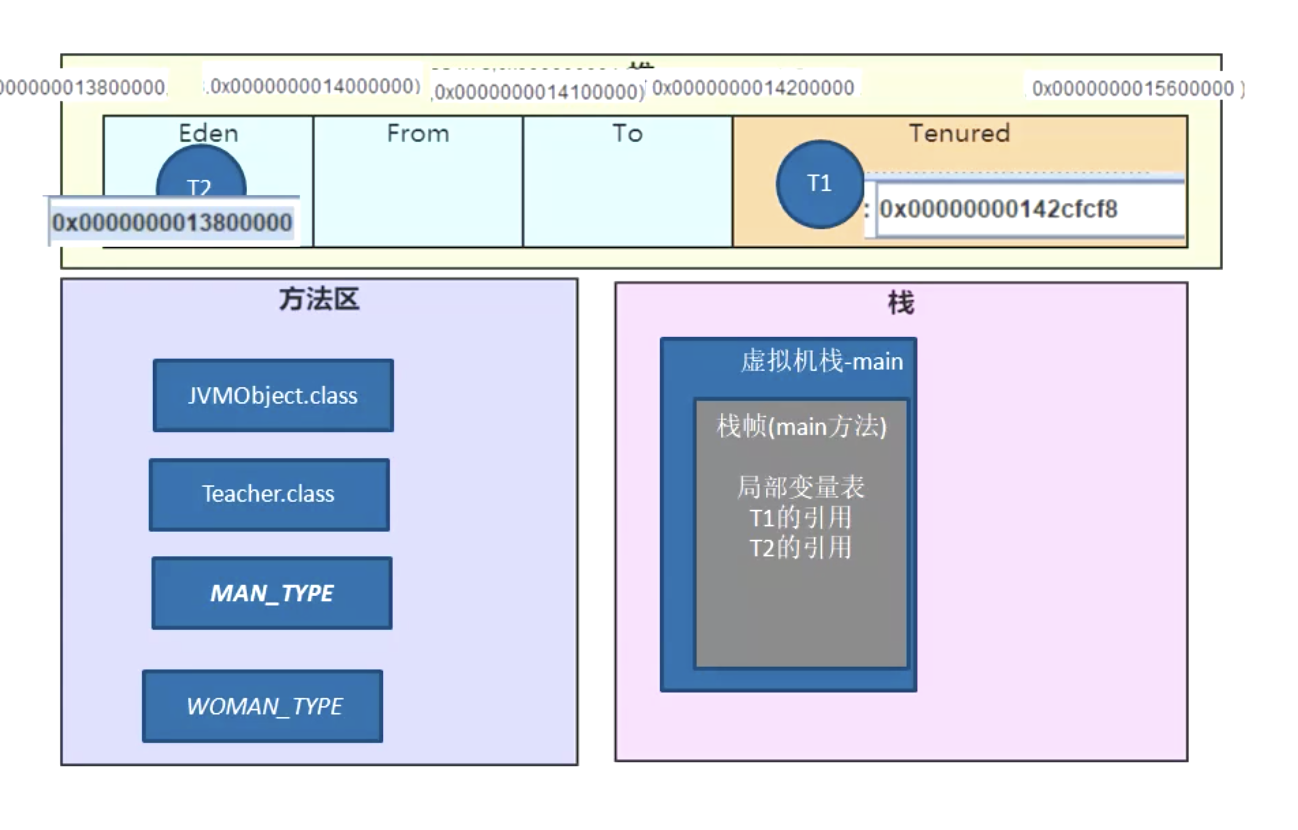 堆
000000013800000
.0x0000000014000000)
,0x0000000014100000)
0x0000000014200000
0x0000000015600000 )
Eden
From
To
Tenured
T2
0x0000000013800000
T1
: 0x00000000142cfcf8
方法区
JVMObject.class
Teacher.class
MAN_TYPE
WOMAN_TYPE
栈
虚拟机栈-main
栈帧(main方法)
局部变量表
T1的引用
T2的引用